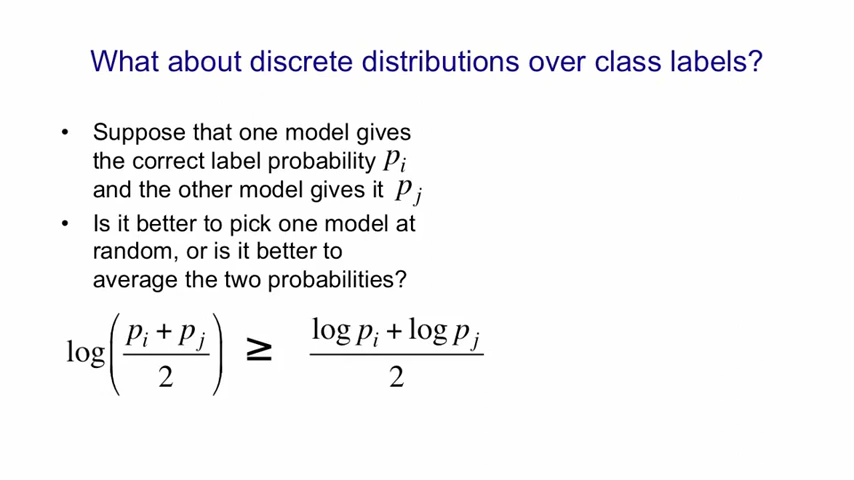 What about discrete distributions over class labels?
• Suppose that one model gives
the correct label probability p_i
and the other model gives it p_j
• Is it better to pick one model at
random, or is it better to
average the two probabilities?
log((p_i + p_j) / 2) ≥ (log p_i + log p_j) / 2